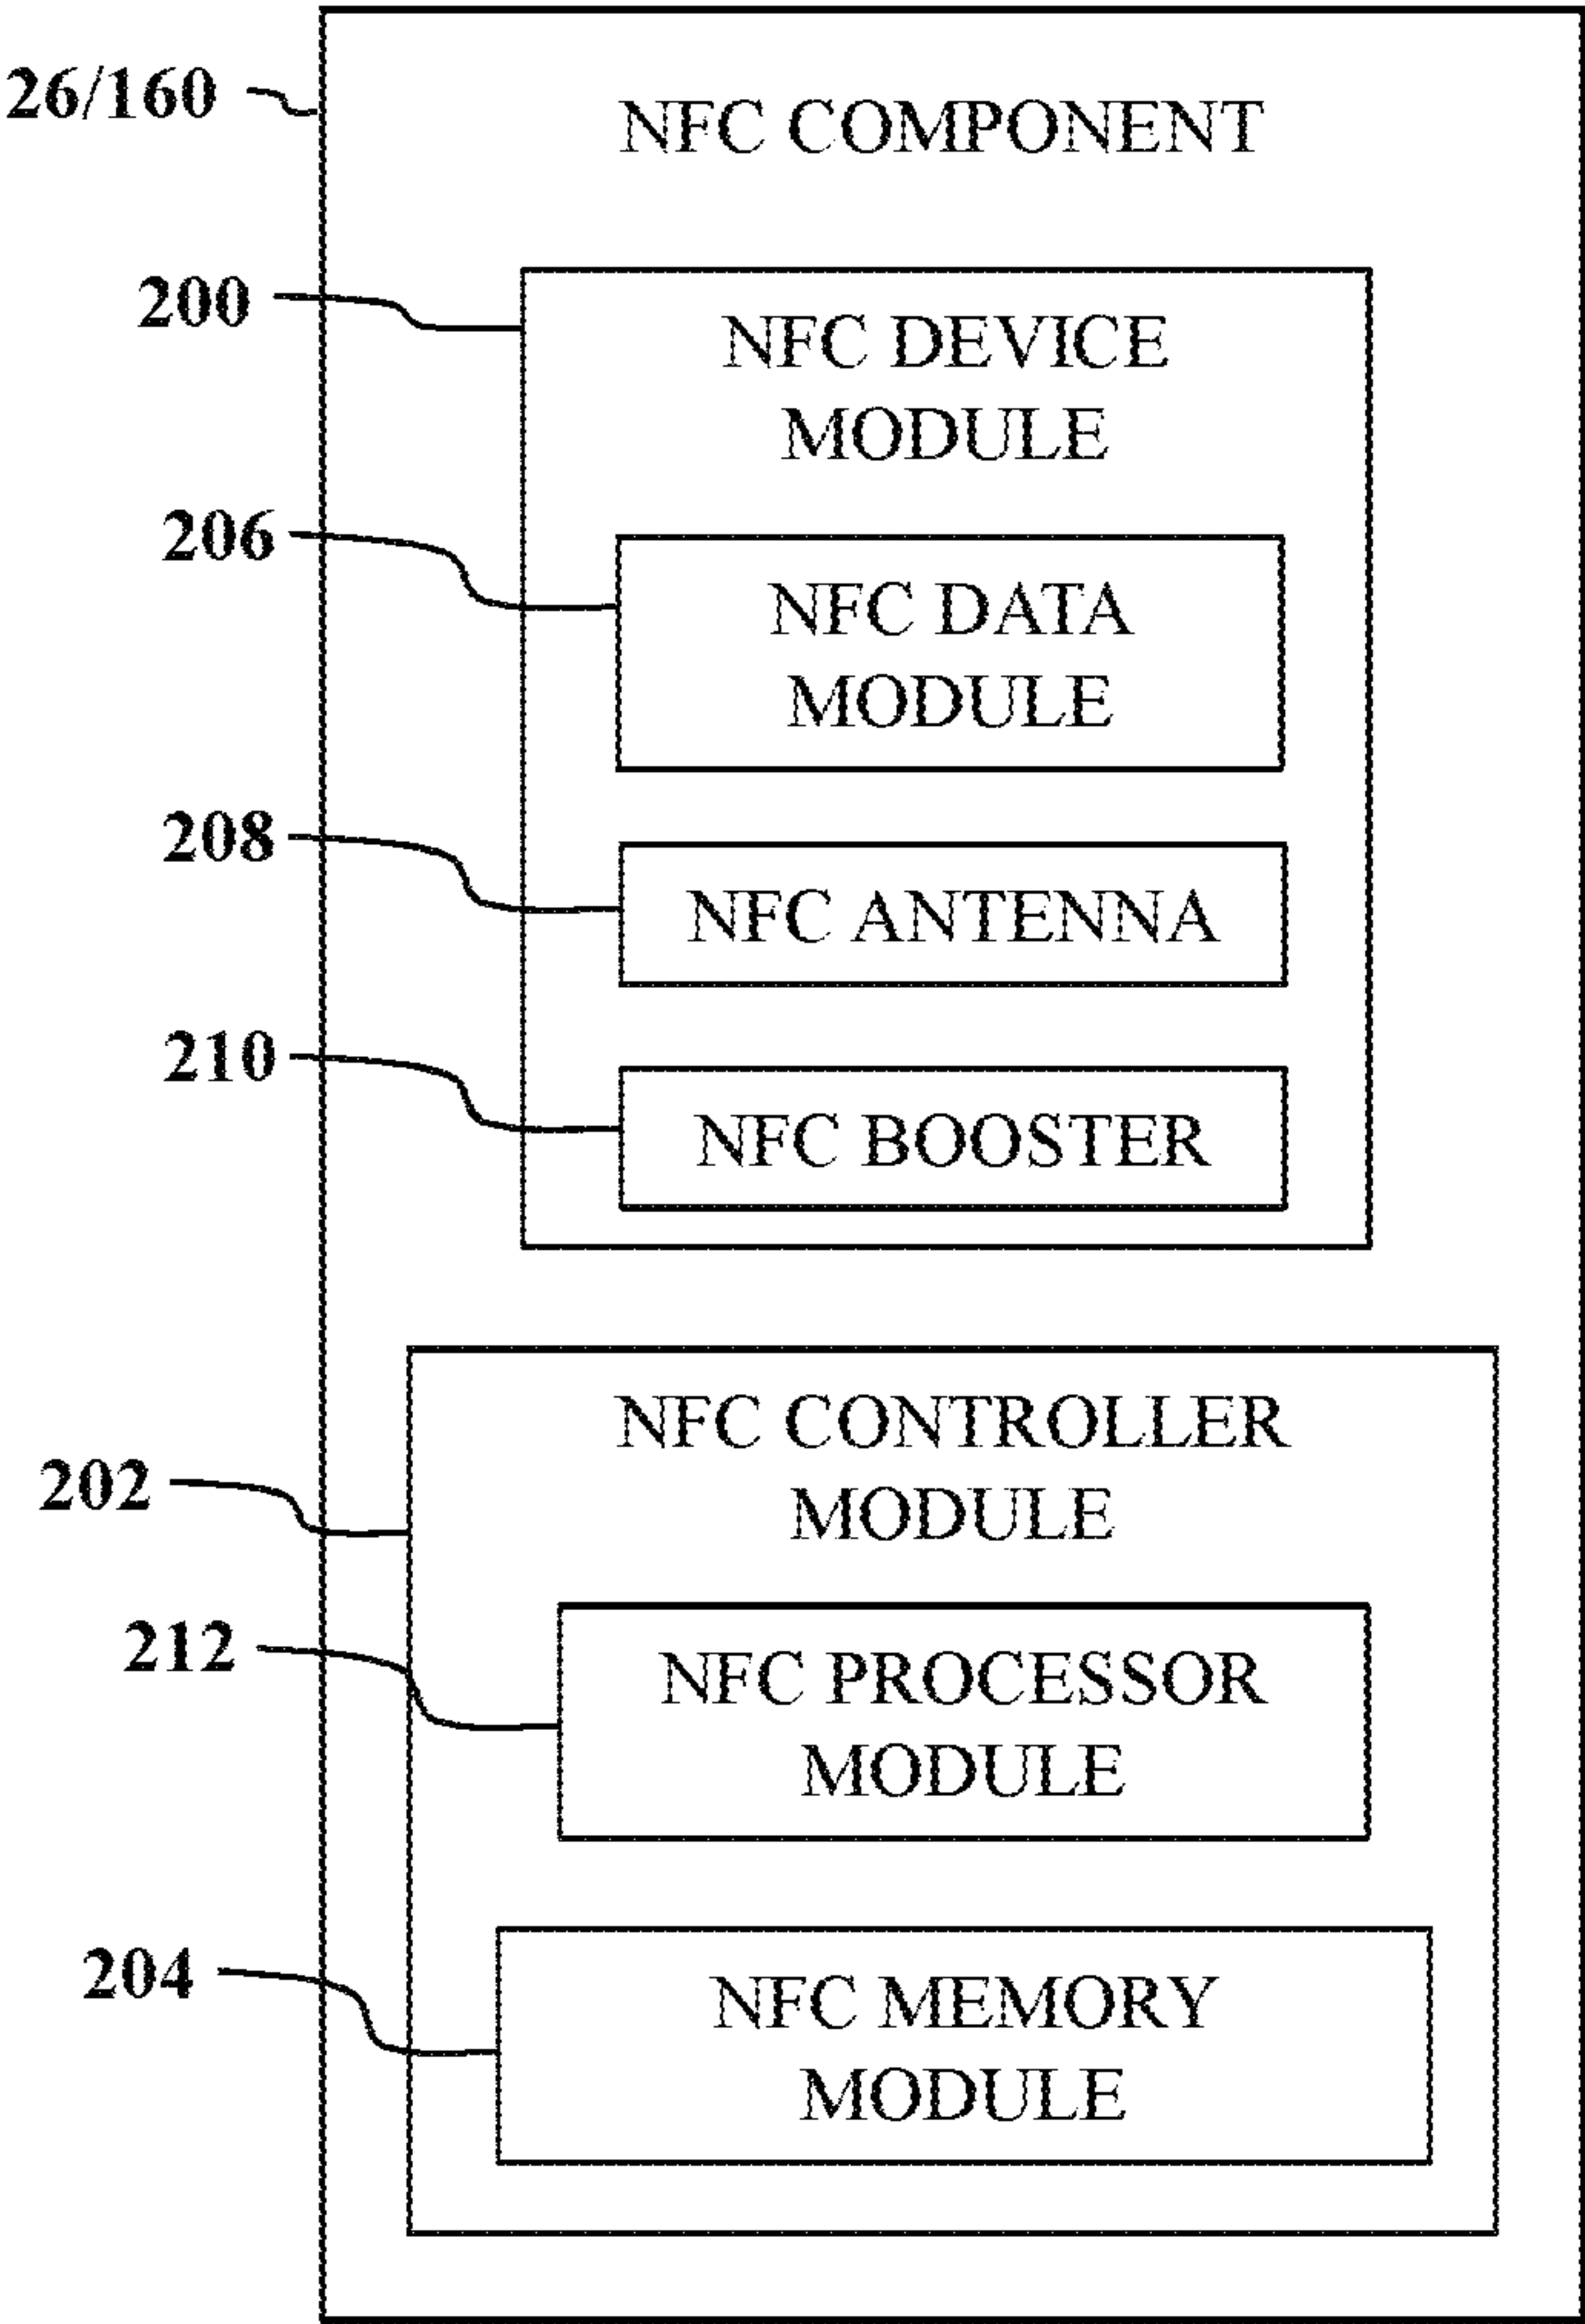 26/160
NFC COMPONENT
200
NFC DEVICE
MODULE
206
NFC DATA
MODULE
208
NFC ANTENNA
210
NFC BOOSTER
NFC CONTROLLER
202
MODULE
212
NFC PROCESSOR
MODULE
204
NFC MEMORY
MODULE